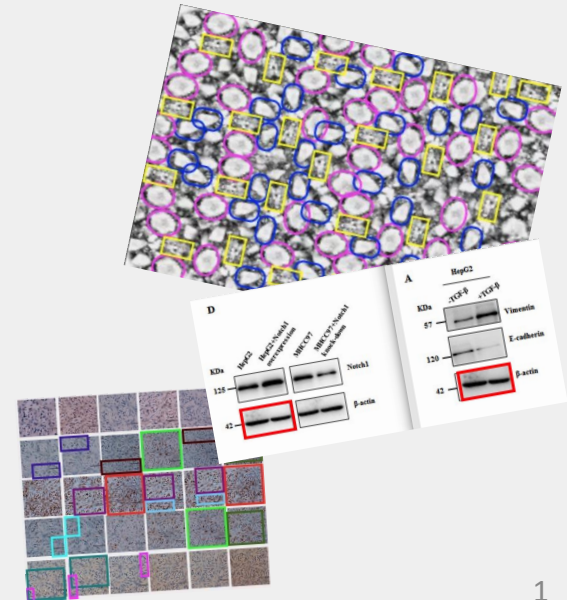 D
HepG2
HepG2+Notch1
overexpression
MHCC97
MHCC97+Notch1
knock-down
KDa
125
Notch1
42
β-actin
A
HepG2
-TGF-β
+TGF-β
KDa
57
Vimentin
120
E-cadherin
42
β-actin
1